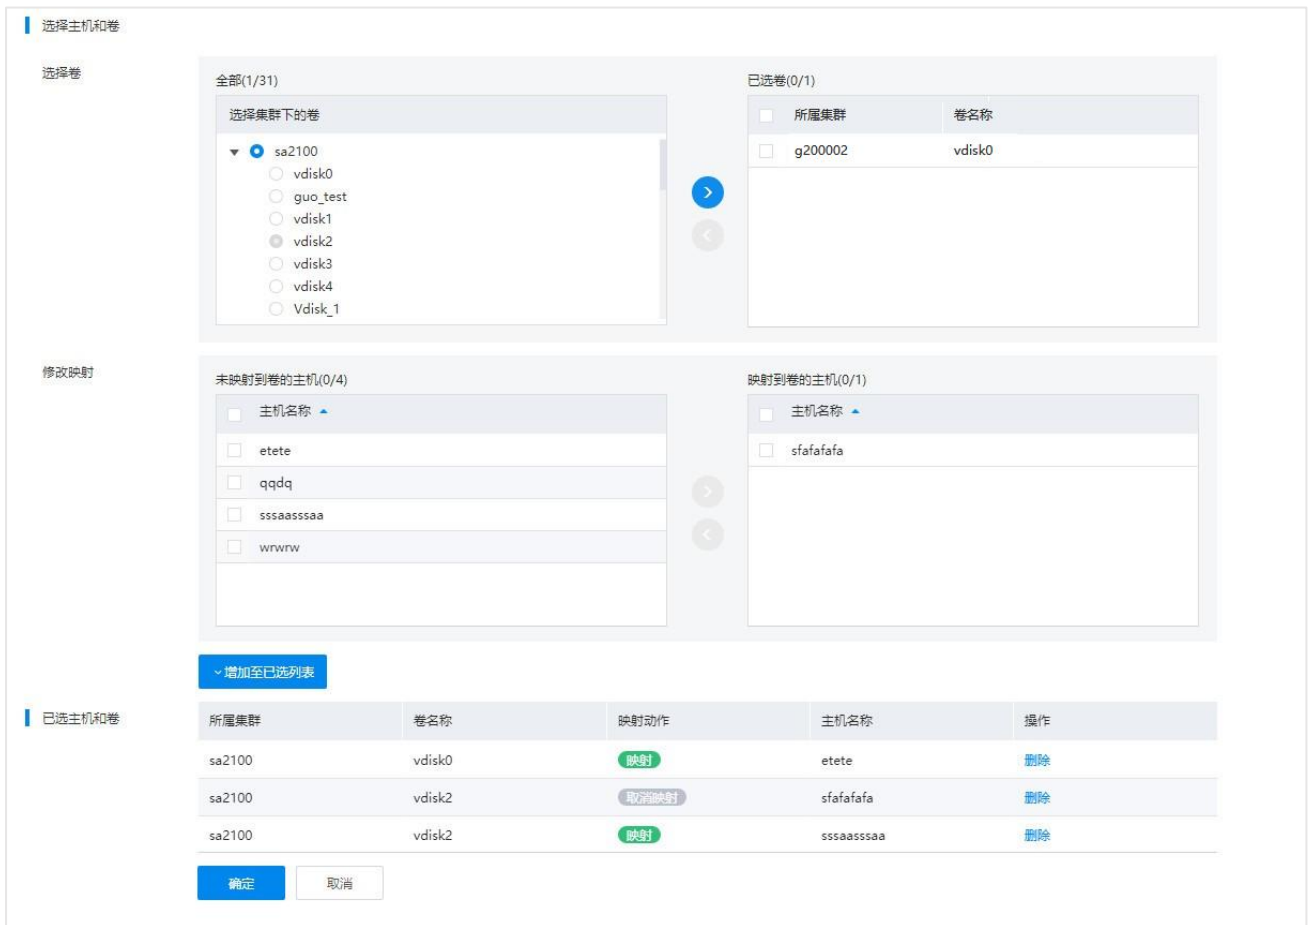 选择主机和卷
选择卷
全部(1/31)
选择集群下的卷
sa2100
vdisk0
guo_test
vdisk1
vdisk2
vdisk3
vdisk4
Vdisk_1
已选卷(0/1)
所属集群 卷名称
g200002 vdisk0
修改映射
未映射到卷的主机(0/4)
主机名称
etete
qqdq
sssaasssaa
wrwrw
映射到卷的主机(0/1)
主机名称
sfafafafa
增加至已选列表
已选主机和卷
所属集群 卷名称 映射动作 主机名称 操作
sa2100 vdisk0 映射 etete 删除
sa2100 vdisk2 取消映射 sfafafafa 删除
sa2100 vdisk2 映射 sssaasssaa 删除
确定 取消